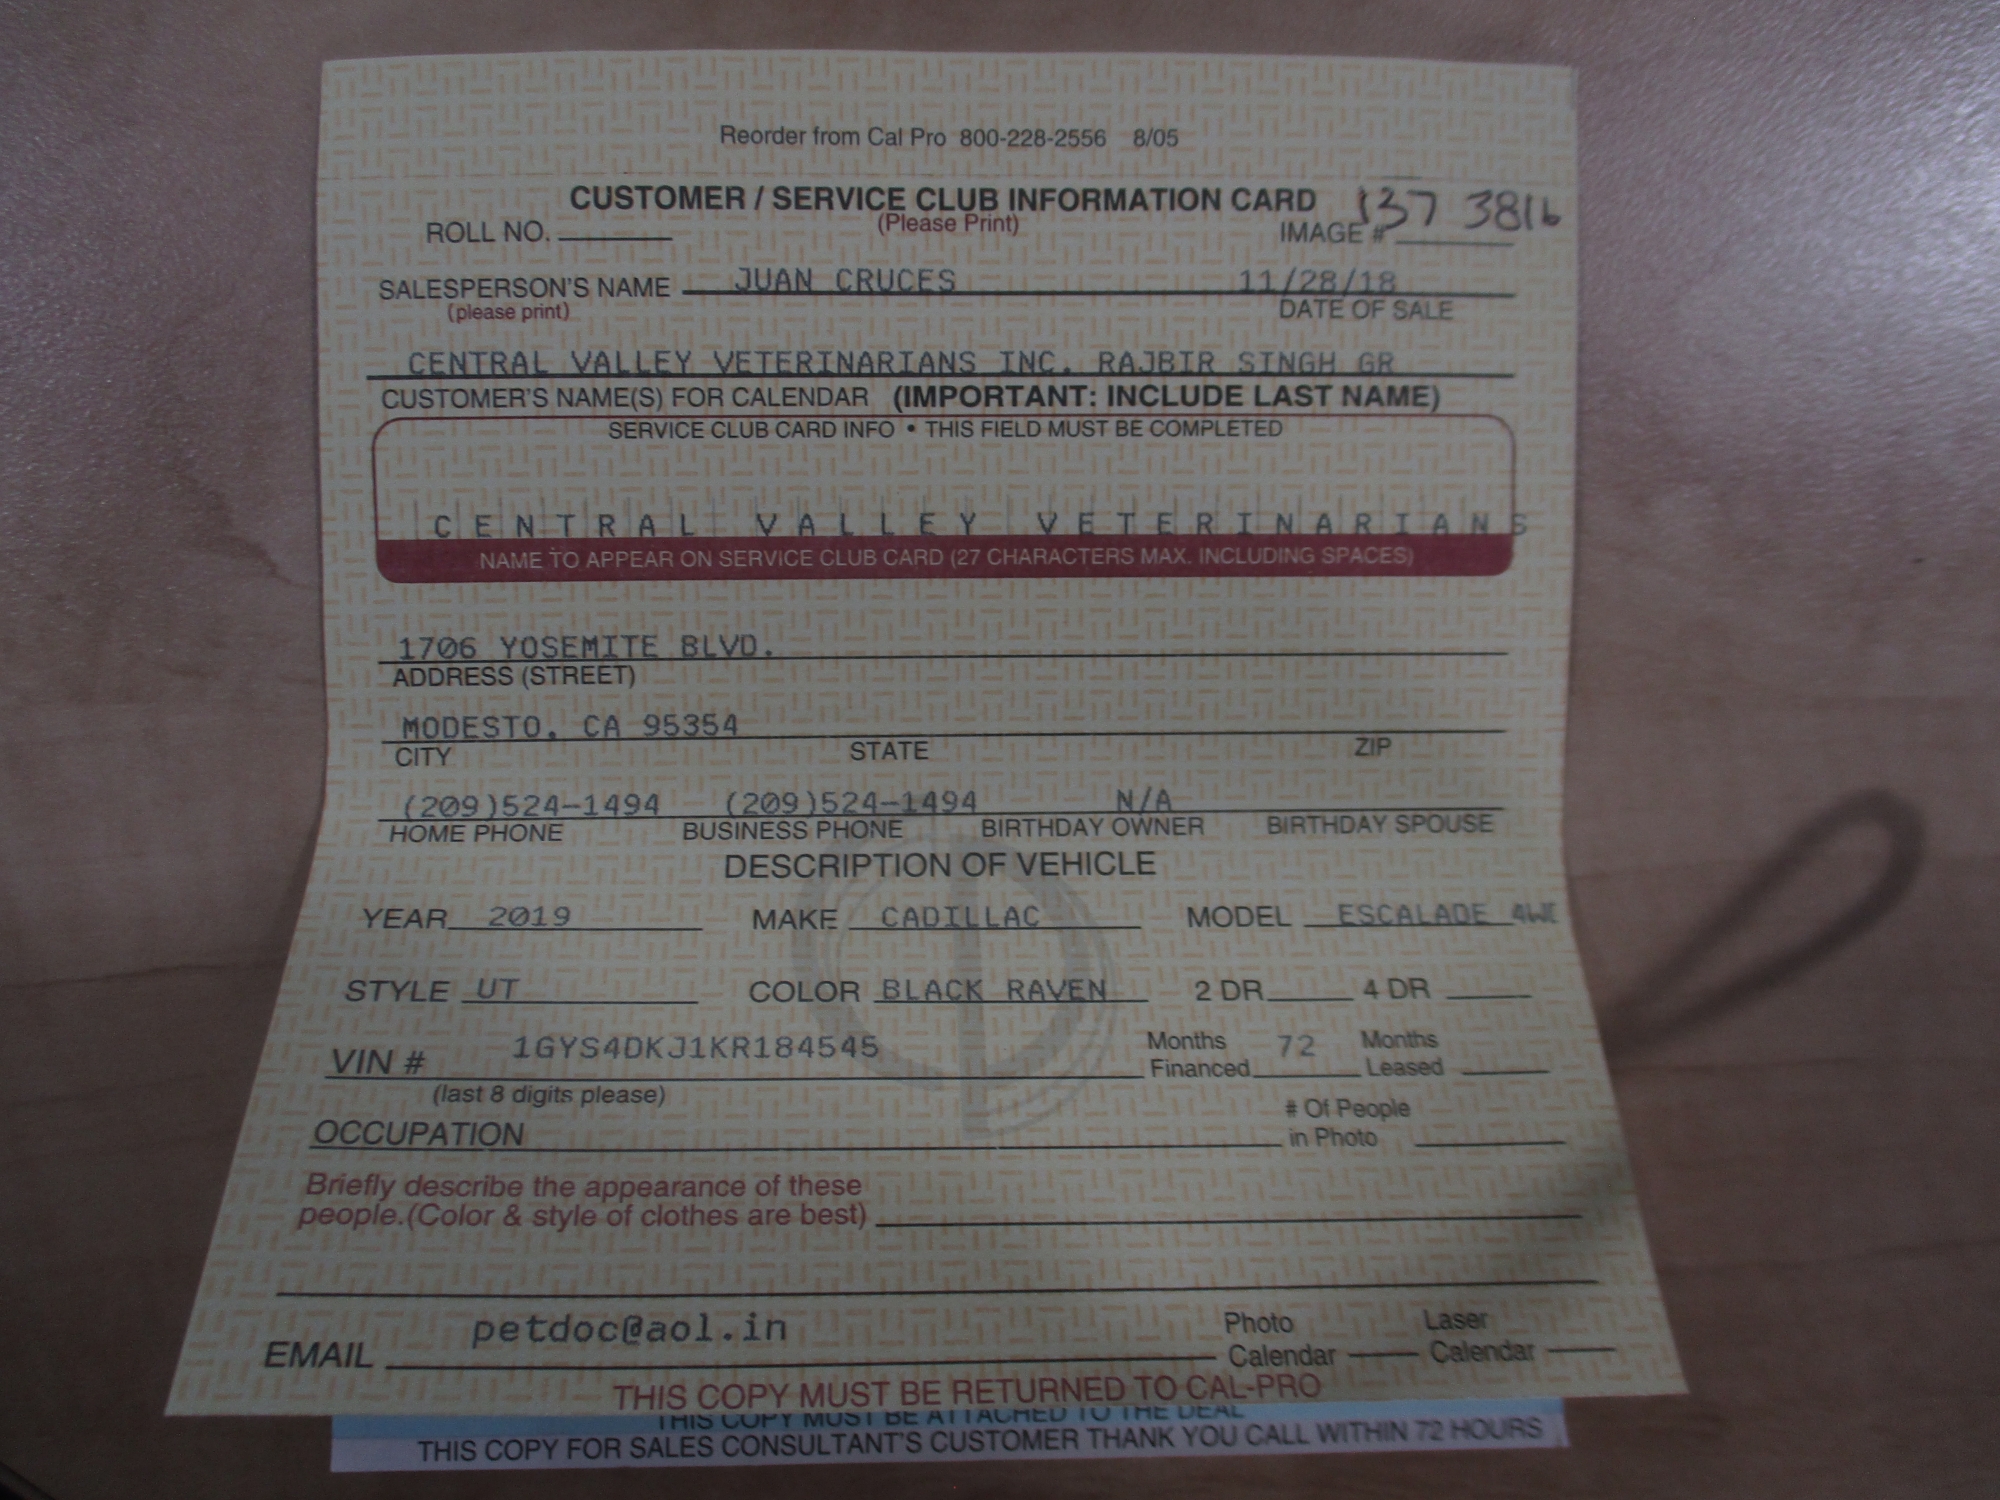 Reorder from Cal Pro 800-228-2556 8/05
CUSTOMER / SERVICE CLUB INFORMATION CARD 137 3816
ROLL NO. (Please Print) IMAGE #
SALESPERSON'S NAME JUAN CRUCES 11/28/18
(please print) DATE OF SALE
CENTRAL VALLEY VETERINARIANS INC. RAJBIR SINGH GR
CUSTOMER'S NAME(S) FOR CALENDAR (IMPORTANT: INCLUDE LAST NAME)
SERVICE CLUB CARD INFO • THIS FIELD MUST BE COMPLETED
CENTRAL VALLEY VETERINARIANS
NAME TO APPEAR ON SERVICE CLUB CARD (27 CHARACTERS MAX. INCLUDING SPACES)
1706 YOSEMITE BLVD.
ADDRESS (STREET)
MODESTO, CA 95354
CITY STATE ZIP
(209)524-1494 (209)524-1494 N/A
HOME PHONE BUSINESS PHONE BIRTHDAY OWNER BIRTHDAY SPOUSE
DESCRIPTION OF VEHICLE
YEAR 2019 MAKE CADILLAC MODEL ESCALADE
STYLE UT COLOR BLACK RAVEN 2 DR 4 DR
VIN # 1GYS4DKJ1KR184545 Months Financed 72 Months Leased
(last 8 digits please)
OCCUPATION # Of People in Photo
Briefly describe the appearance of these
people.(Color & style of clothes are best)
EMAIL petdoc@aol.in Photo Calendar Laser Calendar
THIS COPY MUST BE RETURNED TO CAL-PRO
THIS COPY MUST BE ATTACHED TO THE DEAL
THIS COPY FOR SALES CONSULTANT'S CUSTOMER THANK YOU CALL WITHIN 72 HOURS